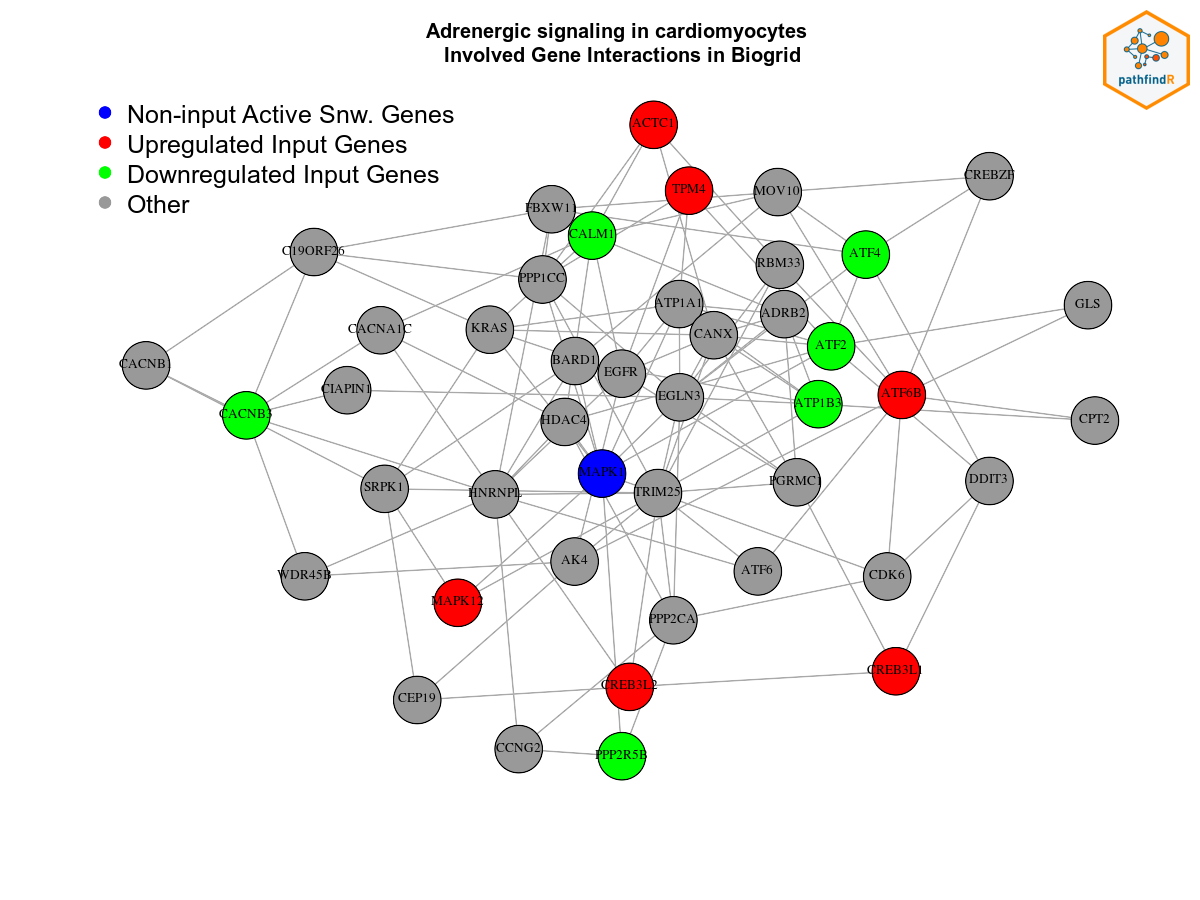 Adrenergic signaling in cardiomyocytes
Involved Gene Interactions in Biogrid
pathfindR
Non-input Active Snw. Genes
Upregulated Input Genes
Downregulated Input Genes
Other
ACTC1
TPM4
MOV10
CREBZF
FBXW11
CALM1
C19ORF26
ATF4
RBM33
PPP1CC
ATP1A1
GLS
ADRB2
CACNA1C
KRAS
CANX
ATF2
CACNB1
BARD1
EGFR
CIAPIN1
EGLN3
ATP1B3
ATF6B
CACNB3
HDAC4
CPT2
MAPK1
SRPK1
HNRNPL
TRIM25
PGRMC1
DDIT3
WDR45B
AK4
ATF6
CDK6
MAPK12
PPP2CA
CEP19
CREB3L2
CREB3L1
CCNG2
PPP2R5B